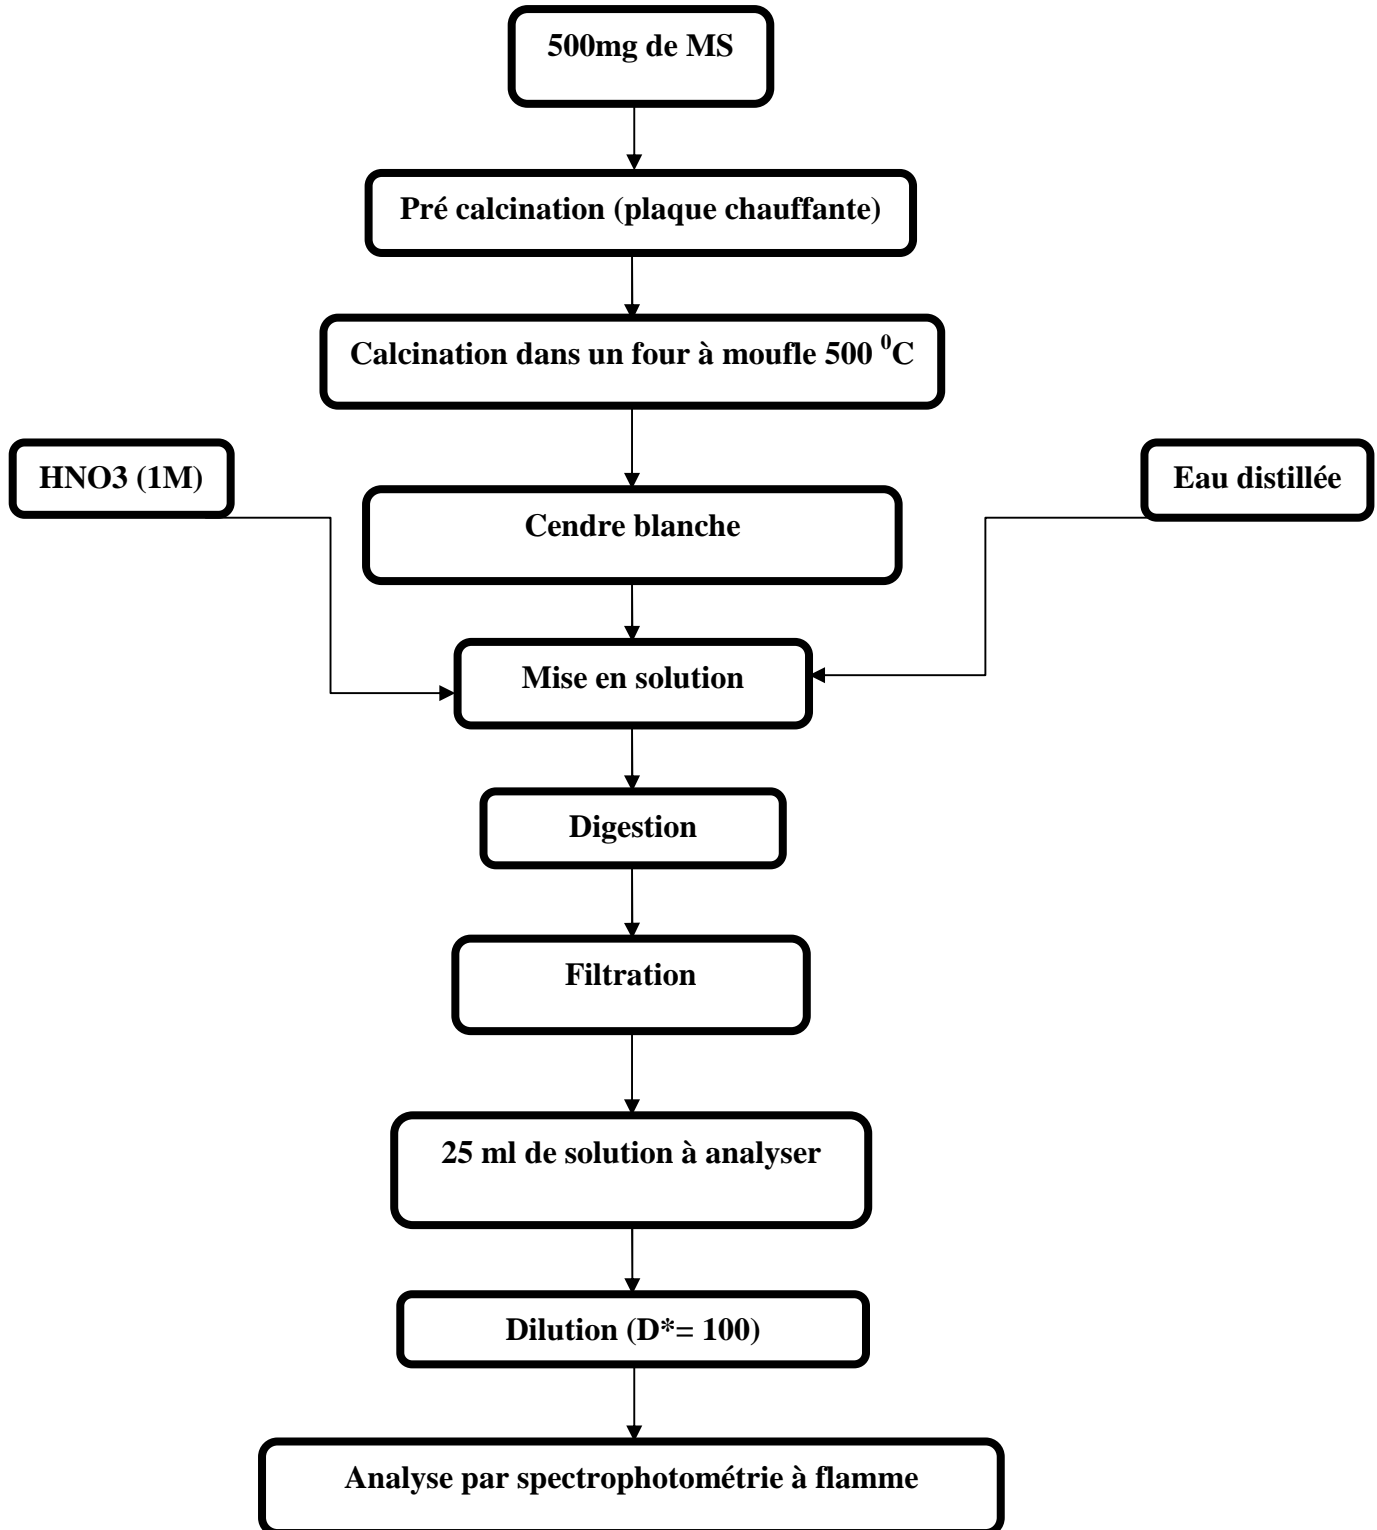 500mg de MS
Pré calcination (plaque chauffante)
Calcination dans un four à moufle 500 ⁰C
HNO3 (1M)
Eau distillée
Cendre blanche
Mise en solution
Digestion
Filtration
25 ml de solution à analyser
Dilution (D*= 100)
Analyse par spectrophotométrie à flamme